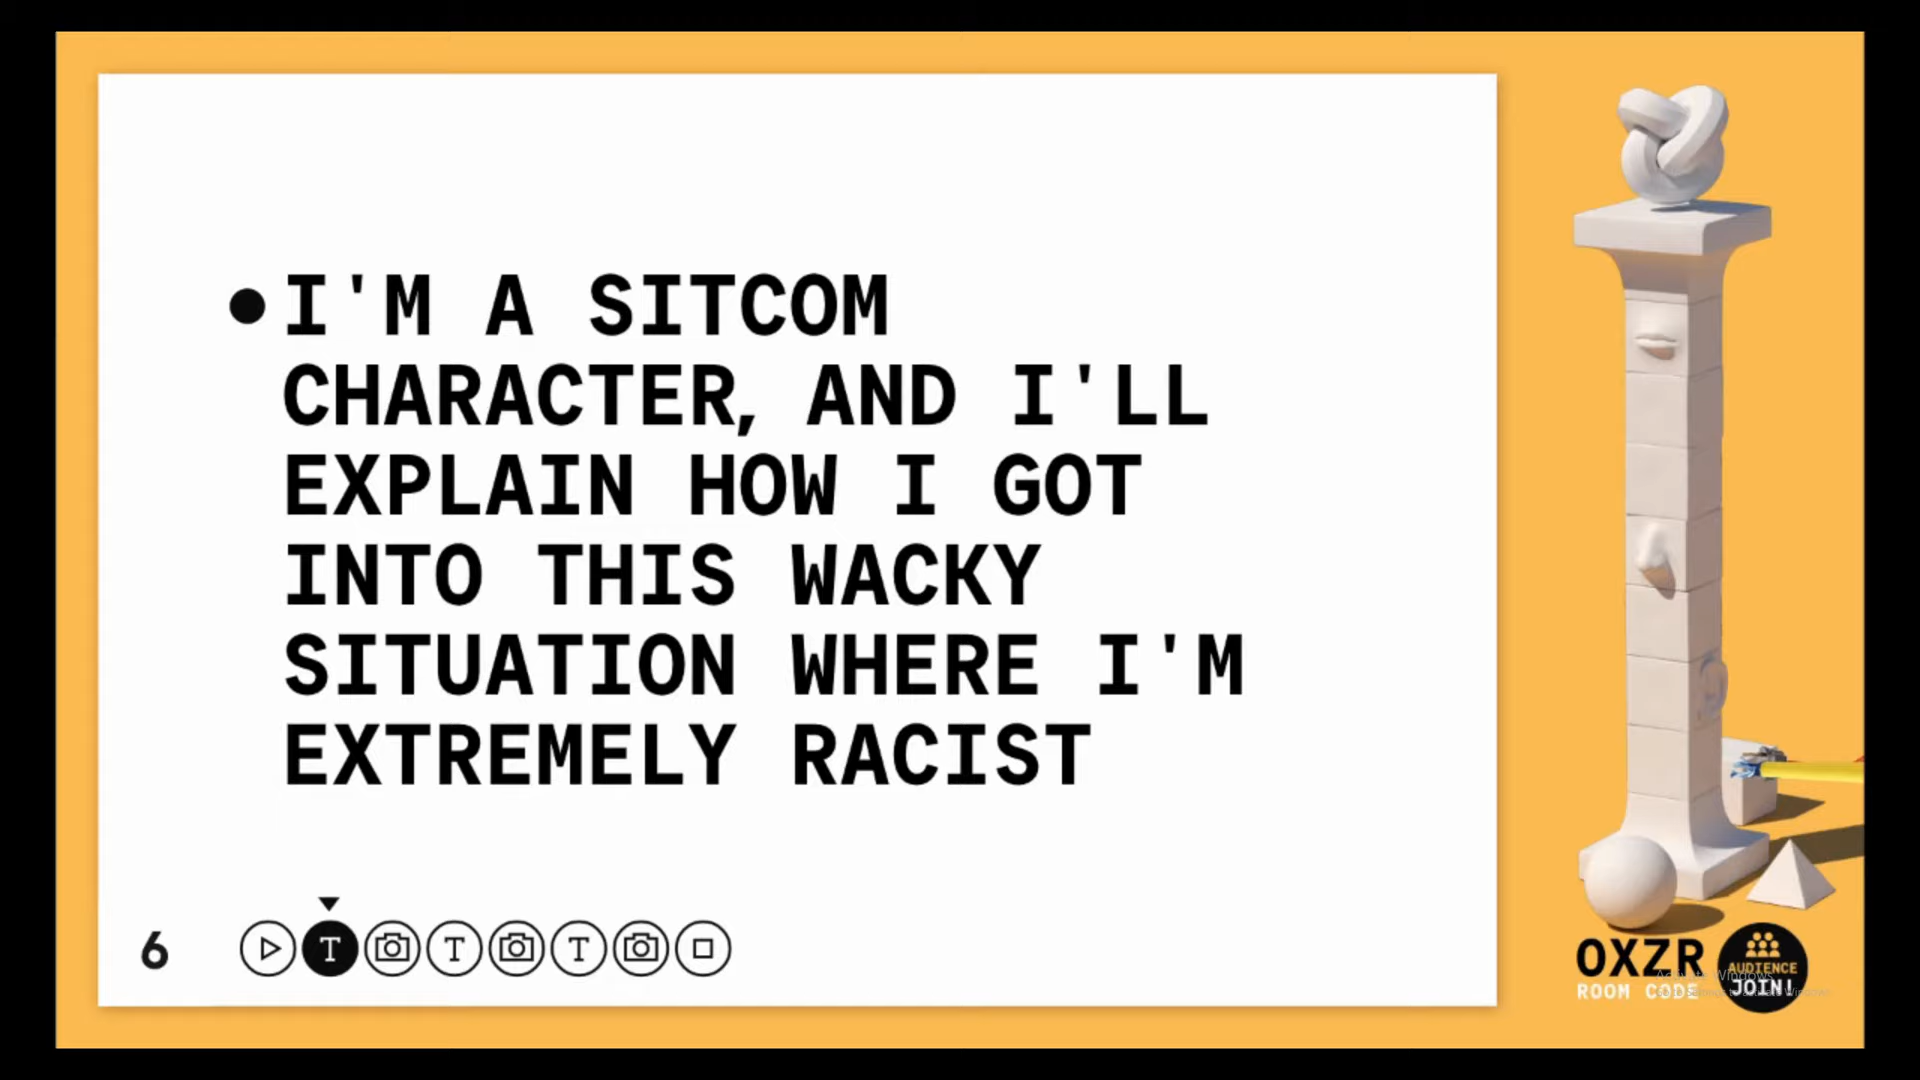 I'M A SITCOM
CHARACTER, AND I'LL
EXPLAIN HOW I GOT
INTO THIS WACKY
SITUATION WHERE I'M
EXTREMELY RACIST
6
T
T
T
OXZR
ROOM CODE
AUDIENCE
JOIN!